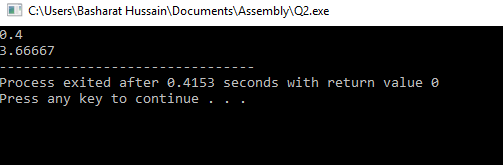 C:\Users\Basharat Hussain\Documents\Assembly\Q2.exe
0.4
3.66667
--------------------------------
Process exited after 0.4153 seconds with return value 0
Press any key to continue . . .